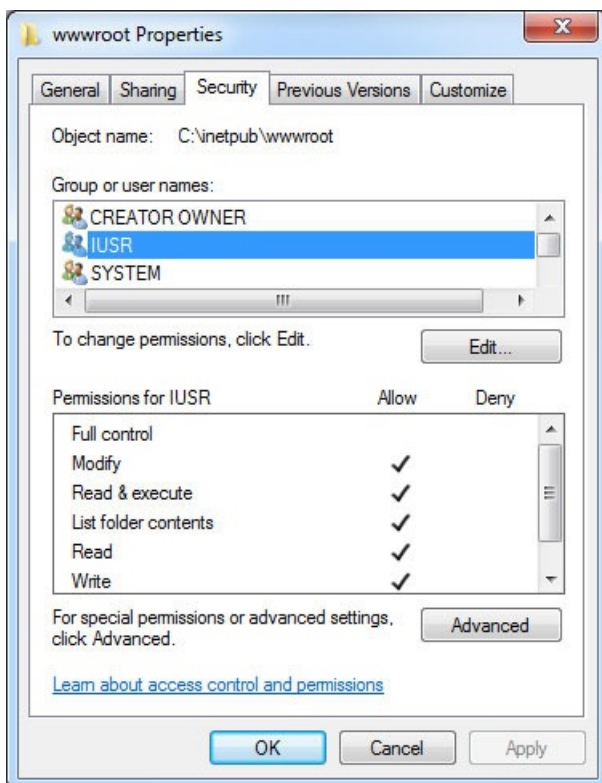 wwwroot Properties
General Sharing Security Previous Versions Customize
Object name: C:\inetpub\wwwroot
Group or user names:
CREATOR OWNER
IUSR
SYSTEM
To change permissions, click Edit.
Edit...
Permissions for IUSR Allow Deny
Full control
Modify
Read & execute
List folder contents
Read
Write
For special permissions or advanced settings,
click Advanced.
Advanced
Learn about access control and permissions
OK Cancel Apply